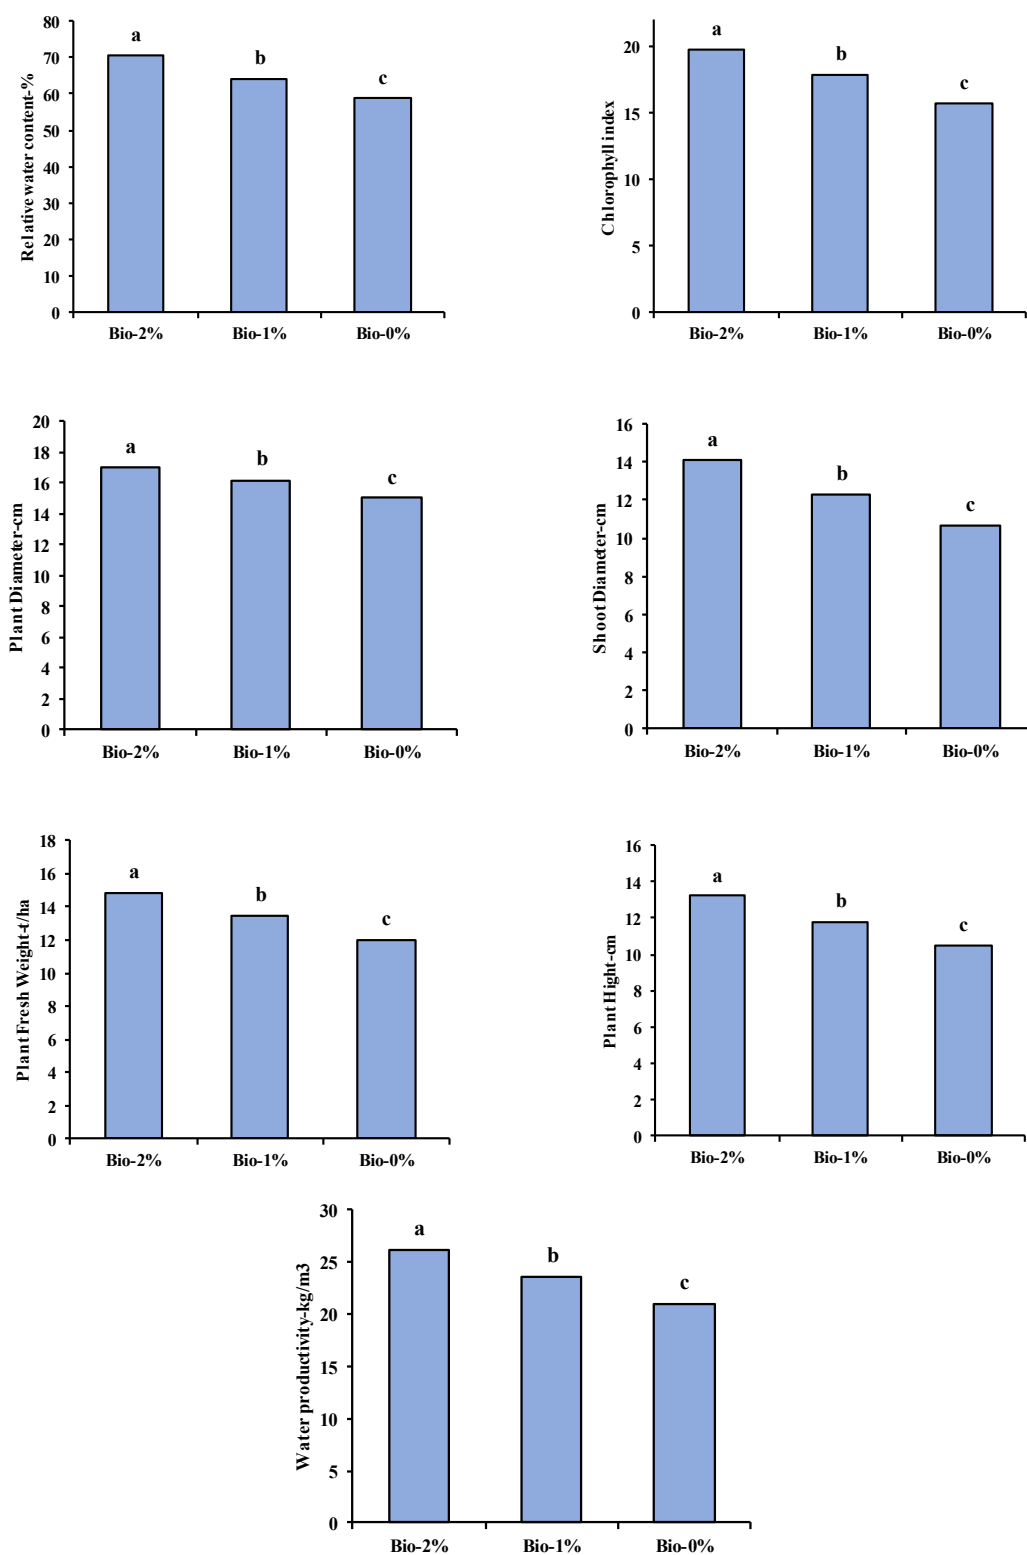 Relative water content-%
80
70
60
50
40
30
20
10
0
a
b
c
Bio-2% Bio-1% Bio-0%
Chlorophyll index
20
15
10
5
0
a
b
c
Bio-2% Bio-1% Bio-0%
Plant Diameter-cm
20
18
16
14
12
10
8
6
4
2
0
a
b
c
Bio-2% Bio-1% Bio-0%
Shoot Diameter-cm
16
14
12
10
8
6
4
2
0
a
b
c
Bio-2% Bio-1% Bio-0%
Plant Fresh Weight-t/ha
18
16
14
12
10
8
6
4
2
0
a
b
c
Bio-2% Bio-1% Bio-0%
Plant Hight-cm
16
14
12
10
8
6
4
2
0
a
b
c
Bio-2% Bio-1% Bio-0%
Water productivity-kg/m3
30
25
20
15
10
5
0
a
b
c
Bio-2% Bio-1% Bio-0%